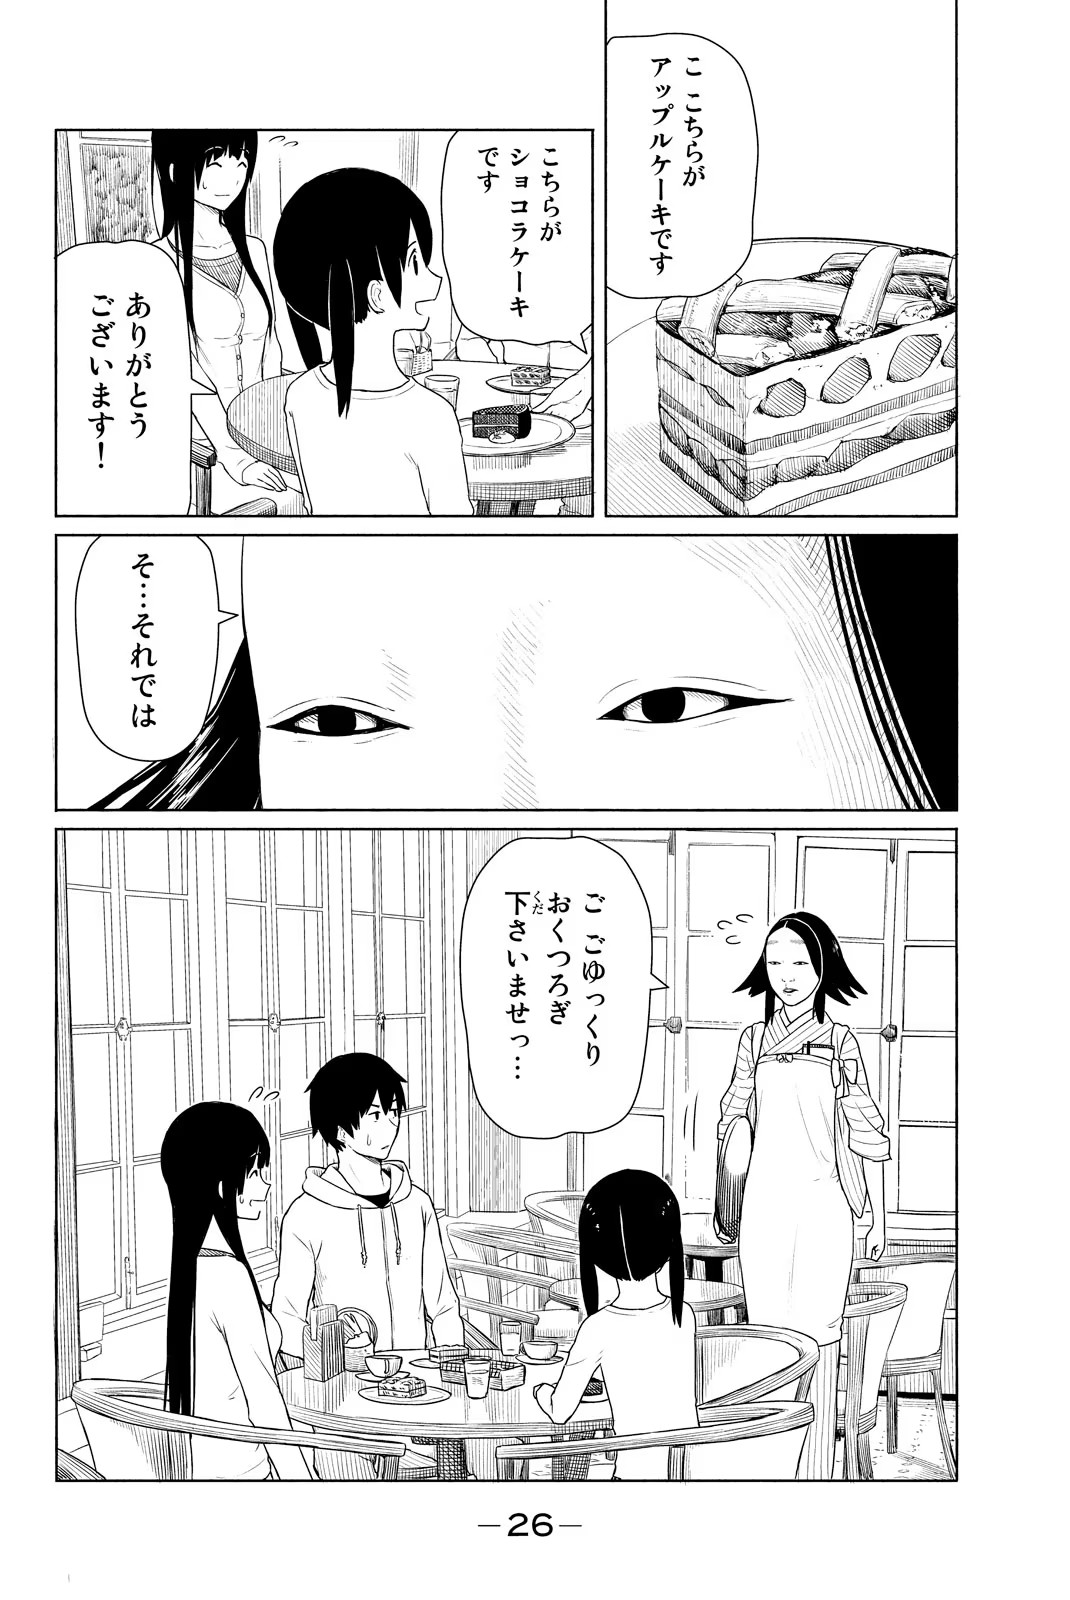 こ こちらが
アップルケーキです
こちらが
ショコラケーキ
です
ありがとう
ございます!
そ…それでは
ご ごゆっくり
おくつろぎ
下さいませっ…
くだ
—26—